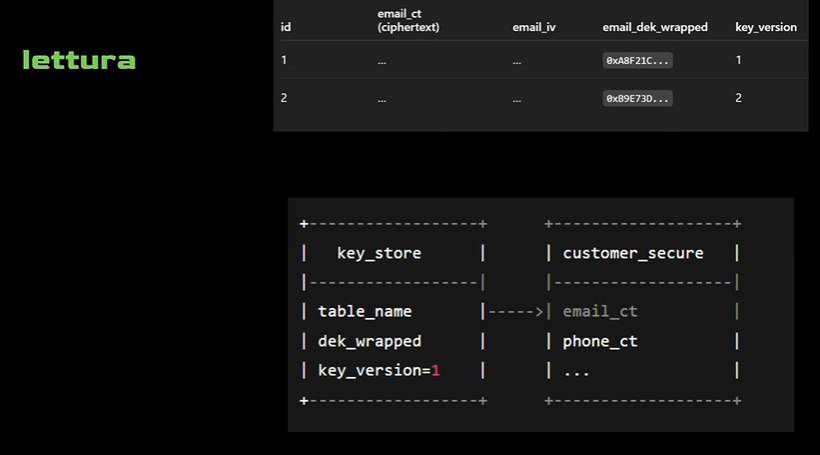 lettura
id email_ct (ciphertext) email_iv email_dek_wrapped key_version
1 ... ... 0xA8F21C... 1
2 ... ... 0xB9E73D... 2
+------------------+      +-------------------+
|   key_store      |      | customer_secure   |
|------------------|      |-------------------|
| table_name       |----->| email_ct          |
| dek_wrapped      |      | phone_ct          |
| key_version=1    |      | ...               |
+------------------+      +-------------------+